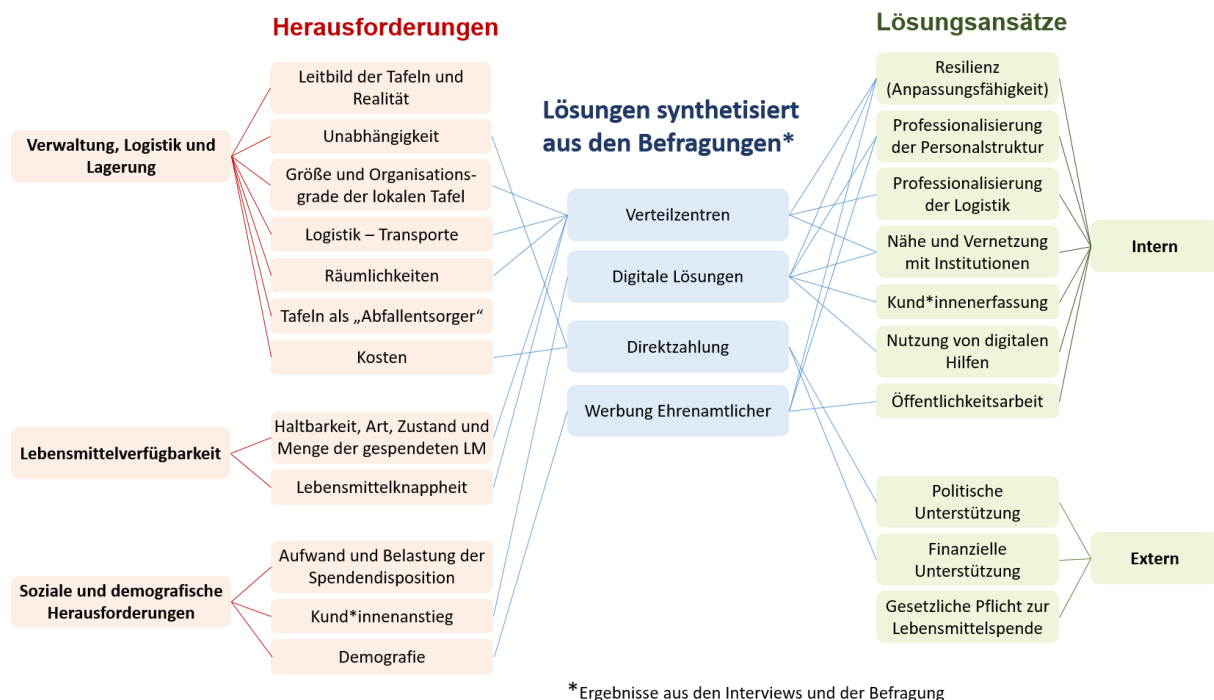 Herausforderungen
Verwaltung, Logistik und
Lagerung
Leitbild der Tafeln und
Realität
Unabhängigkeit
Größe und Organisations-
grade der lokalen Tafel
Logistik – Transporte
Räumlichkeiten
Tafeln als „Abfallentsorger“
Kosten
Lebensmittelverfügbarkeit
Haltbarkeit, Art, Zustand und
Menge der gespendeten LM
Lebensmittelknappheit
Soziale und demografische
Herausforderungen
Aufwand und Belastung der
Spendendisposition
Kund*innenanstieg
Demografie
Lösungen synthetisiert
aus den Befragungen*
Verteilzentren
Digitale Lösungen
Direktzahlung
Werbung Ehrenamtlicher
Lösungsansätze
Resilienz
(Anpassungsfähigkeit)
Professionalisierung
der Personalstruktur
Professionalisierung
der Logistik
Nähe und Vernetzung
mit Institutionen
Kund*innenerfassung
Nutzung von digitalen
Hilfen
Öffentlichkeitsarbeit
Intern
Politische
Unterstützung
Finanzielle
Unterstützung
Gesetzliche Pflicht zur
Lebensmittelspende
Extern
*Ergebnisse aus den Interviews und der Befragung